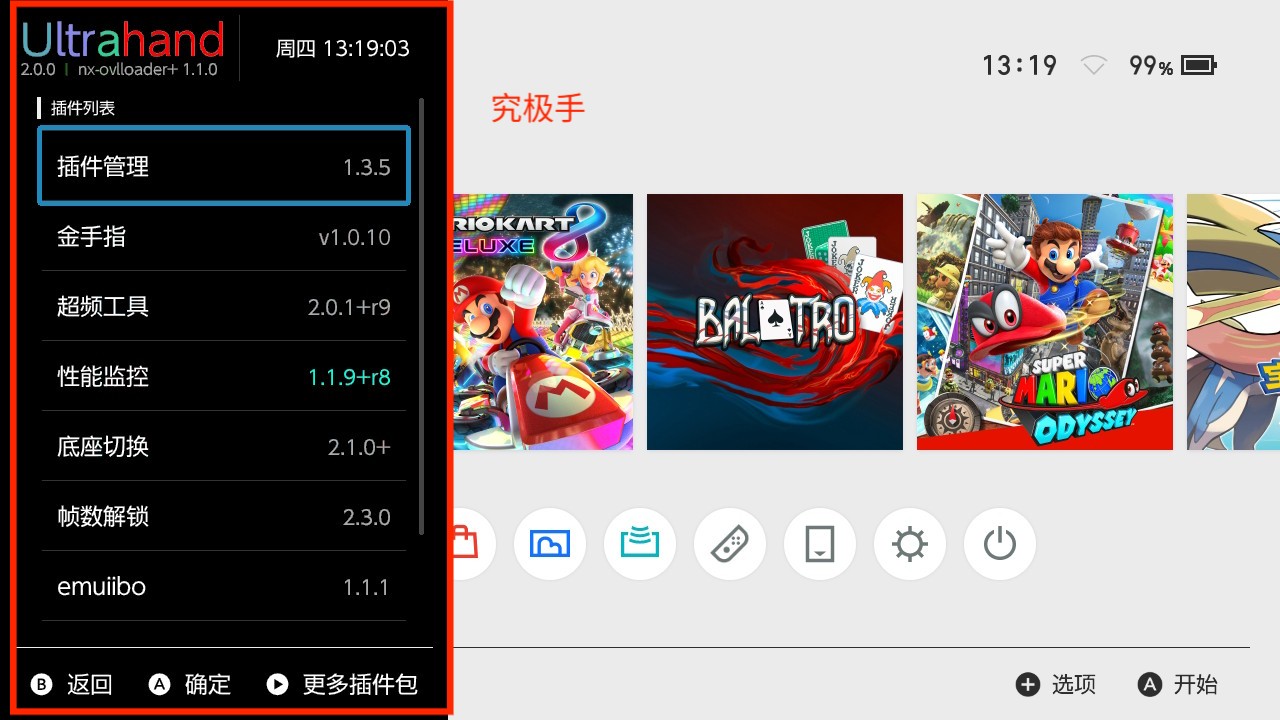 Ultrahand
2.0.0 | nx-ovlloader+ 1.1.0
周四 13:19:03
插件列表
插件管理 1.3.5
金手指 v1.0.10
超频工具 2.0.1+r9
性能监控 1.1.9+r8
底座切换 2.1.0+
帧数解锁 2.3.0
emuiibo 1.1.1
B 返回 A 确定 更多插件包
13:19 99%
究极手
RIOKART 8
ELUXE
BALATRO
JOKER
SUPER
MARIO
ODYSSEY
+ 选项 A 开始